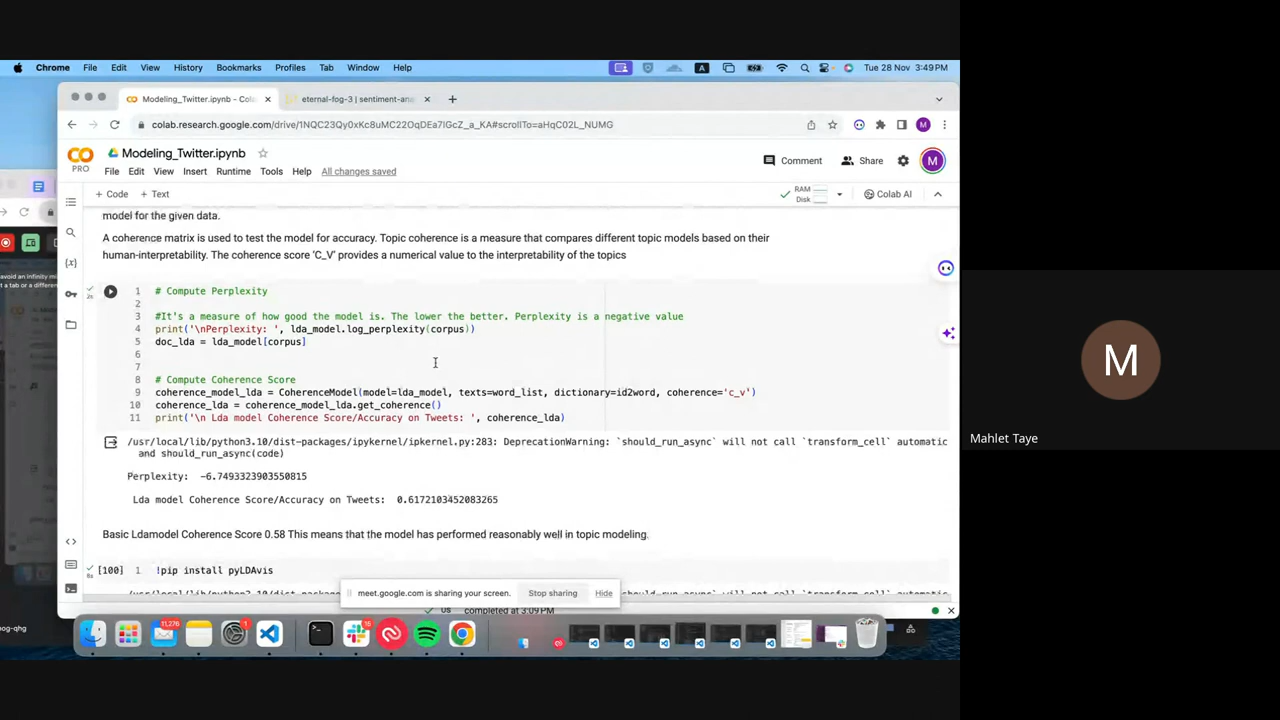 Chrome File Edit View History Bookmarks Profiles Tab Window Help
A
Tue 28 Nov 3:49 PM
Modeling_Twitter.ipynb - Cola
eternal-fog-3 | sentiment-ana
colab.research.google.com/drive/1NQC23Qy0xKc8uMC22OqDEa7lGcZ_a_KA#scrollTo=aHqC02L_NUMG
M
PRO
Modeling_Twitter.ipynb
Comment
Share
M
File Edit View Insert Runtime Tools Help All changes saved
+ Code + Text
RAM
Disk
Colab AI
model for the given data.
A coherence matrix is used to test the model for accuracy. Topic coherence is a measure that compares different topic models based on their
human-interpretability. The coherence score 'C_V' provides a numerical value to the interpretability of the topics
{x}
1 # Compute Perplexity
2
3 #It's a measure of how good the model is. The lower the better. Perplexity is a negative value
4 print('\nPerplexity: ', lda_model.log_perplexity(corpus))
5 doc_lda = lda_model[corpus]
6
7
8 # Compute Coherence Score
9 coherence_model_lda = CoherenceModel(model=lda_model, texts=word_list, dictionary=id2word, coherence='c_v')
10 coherence_lda = coherence_model_lda.get_coherence()
11 print('\n Lda model Coherence Score/Accuracy on Tweets: ', coherence_lda)
/usr/local/lib/python3.10/dist-packages/ipykernel/ipkernel.py:283: DeprecationWarning: `should_run_async` will not call `transform_cell` automatic
and should_run_async(code)
Perplexity: -6.7493323903550815
Lda model Coherence Score/Accuracy on Tweets: 0.6172103452083265
Basic Ldamodel Coherence Score 0.58 This means that the model has performed reasonably well in topic modeling.
[100] 1 !pip install pyLDAvis
meet.google.com is sharing your screen.
Stop sharing
Hide
completed at 3:09 PM
11,276
1
15
M
Mahlet Taye